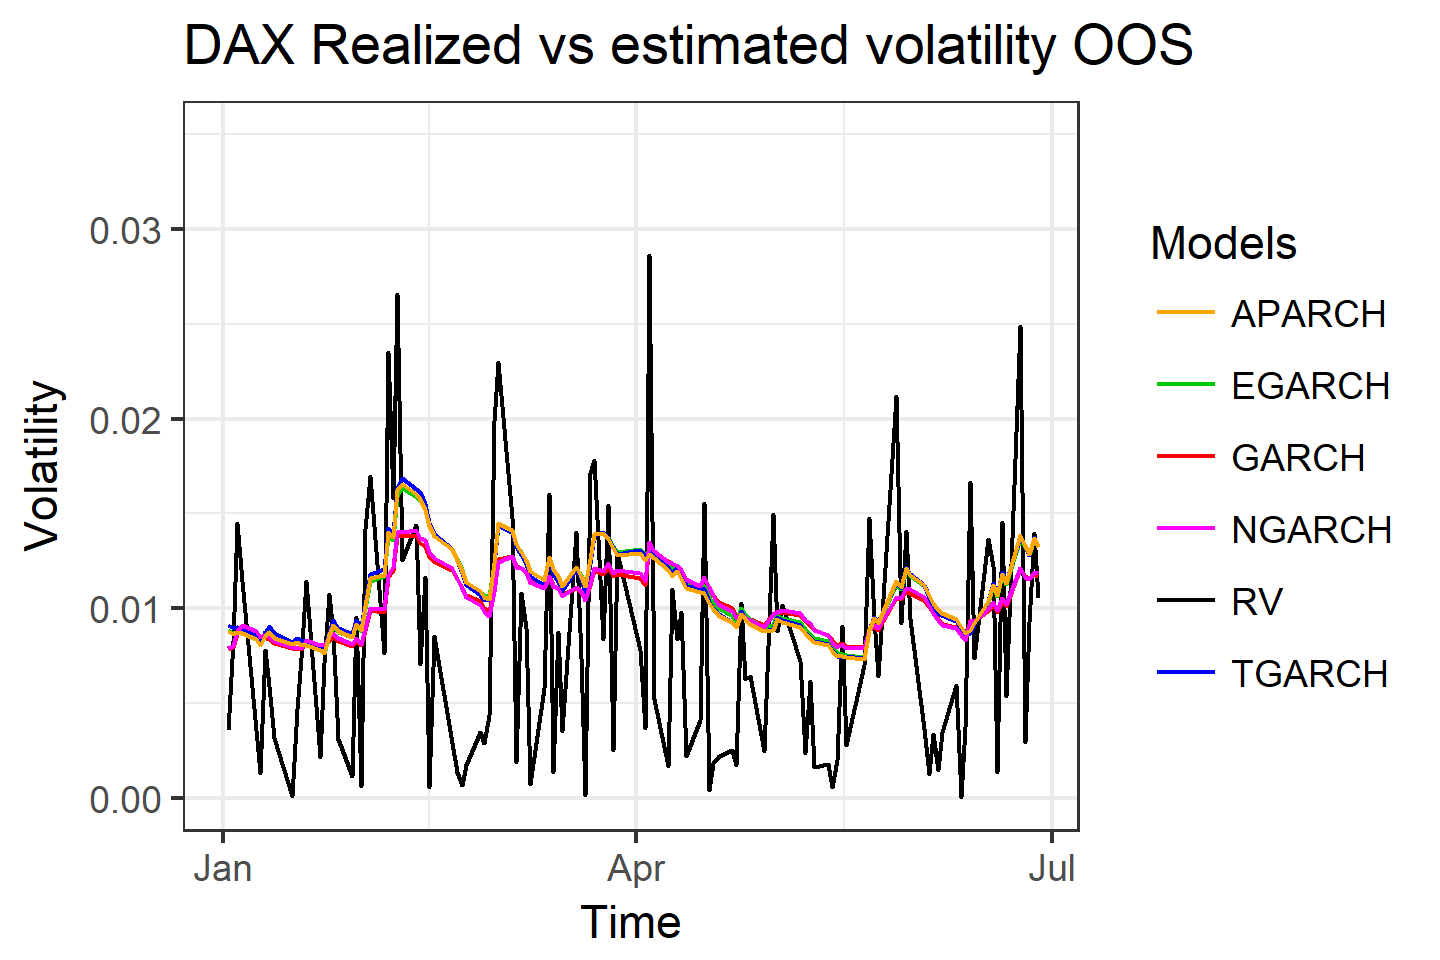 DAX Realized vs estimated volatility OOS
Volatility
0.03
0.02
0.01
0.00
Jan
Apr
Jul
Time
Models
APARCH
EGARCH
GARCH
NGARCH
RV
TGARCH